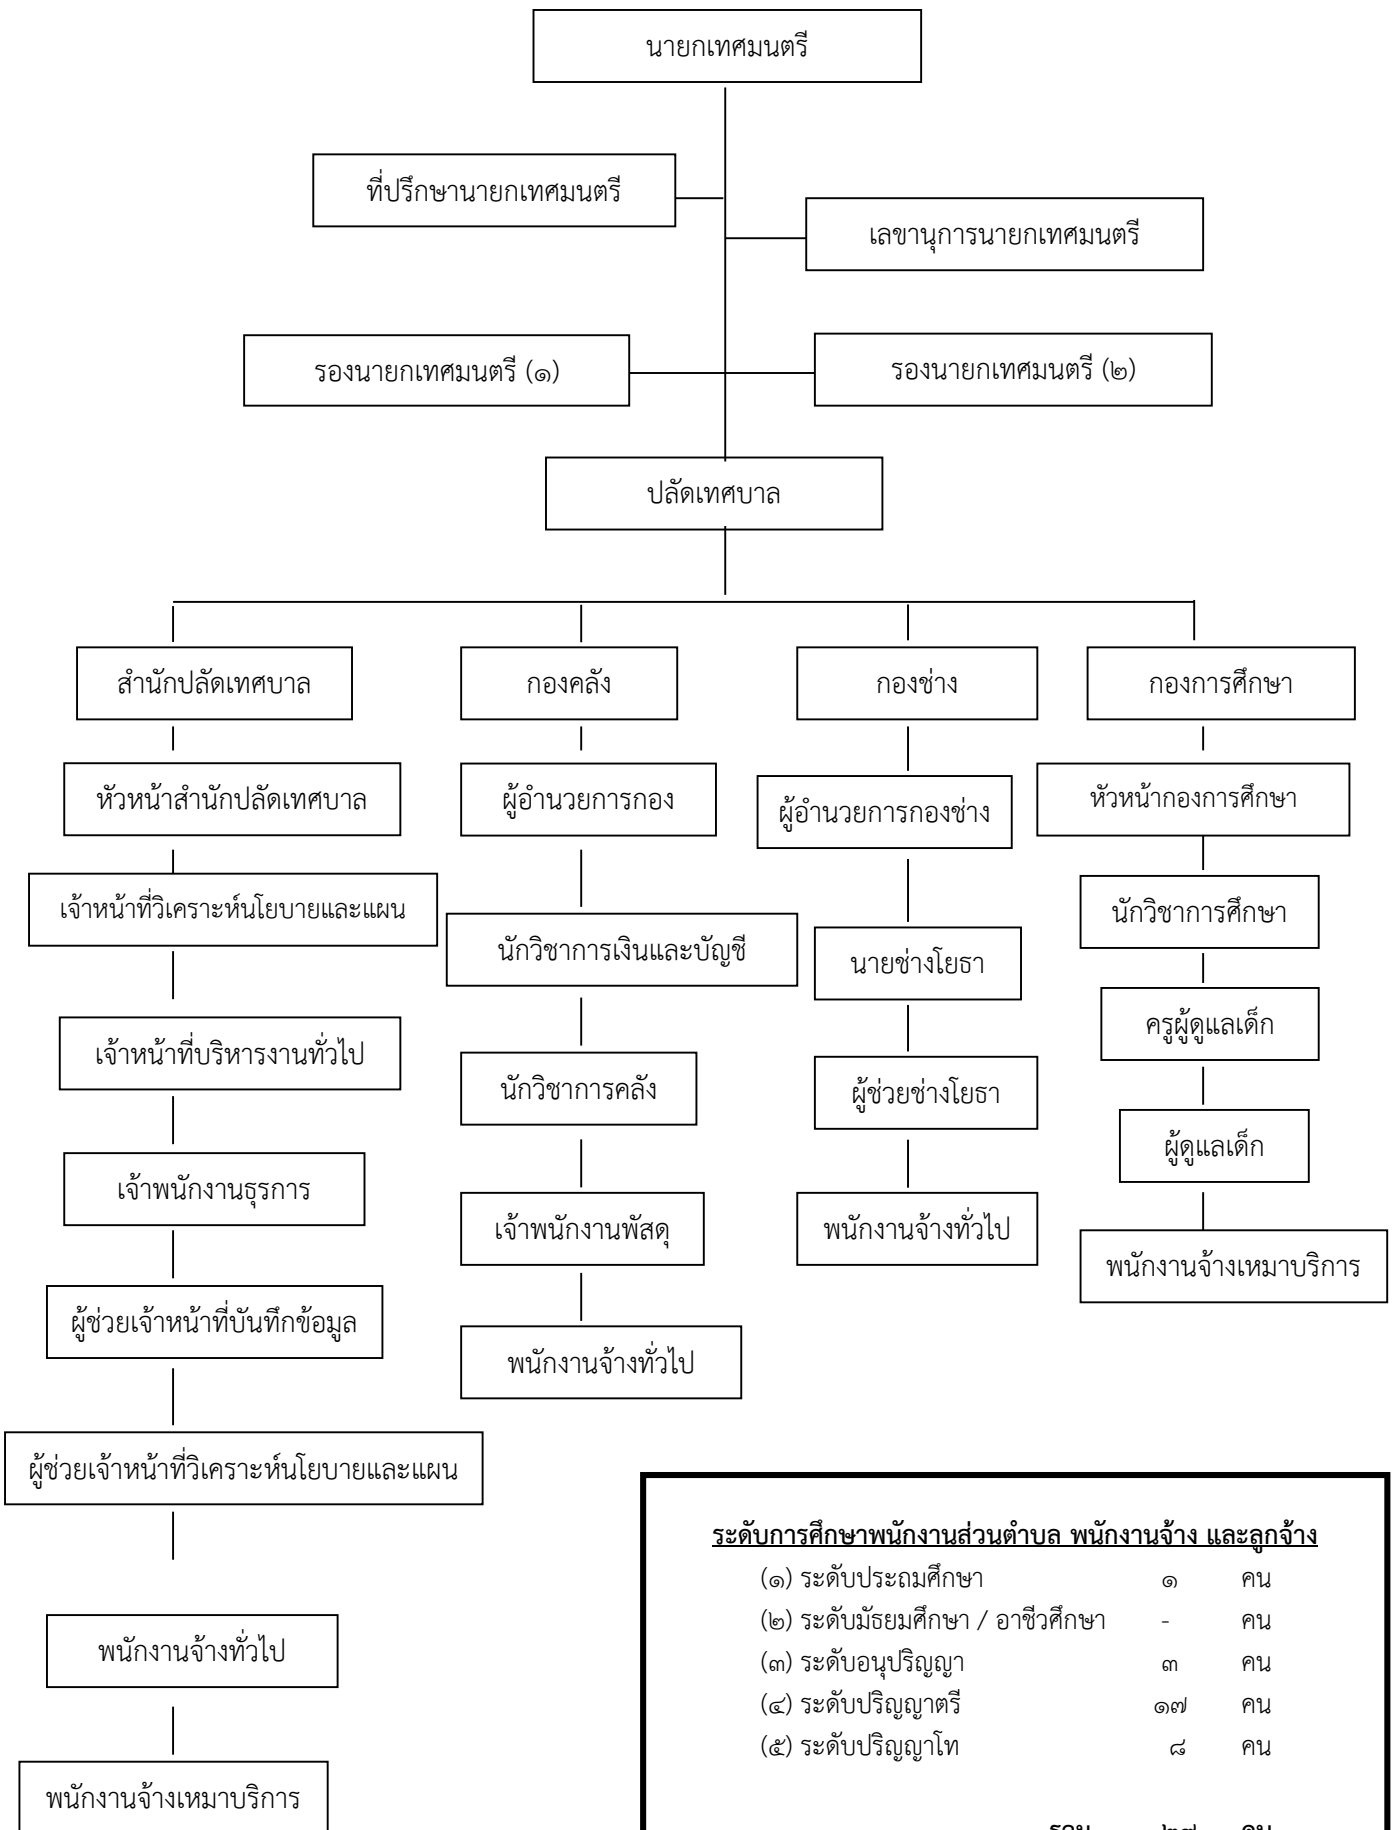 นายกเทศมนตรี
ที่ปรึกษานายกเทศมนตรี
เลขานุการนายกเทศมนตรี
รองนายกเทศมนตรี (๑)
รองนายกเทศมนตรี (๒)
ปลัดเทศบาล
สำนักปลัดเทศบาล
หัวหน้าสำนักปลัดเทศบาล
เจ้าหน้าที่วิเคราะห์นโยบายและแผน
เจ้าหน้าที่บริหารงานทั่วไป
เจ้าพนักงานธุรการ
ผู้ช่วยเจ้าหน้าที่บันทึกข้อมูล
ผู้ช่วยเจ้าหน้าที่วิเคราะห์นโยบายและแผน
พนักงานจ้างทั่วไป
พนักงานจ้างเหมาบริการ
กองคลัง
ผู้อำนวยการกอง
นักวิชาการเงินและบัญชี
นักวิชาการคลัง
เจ้าพนักงานพัสดุ
พนักงานจ้างทั่วไป
กองช่าง
ผู้อำนวยการกองช่าง
นายช่างโยธา
ผู้ช่วยช่างโยธา
พนักงานจ้างทั่วไป
กองการศึกษา
หัวหน้ากองการศึกษา
นักวิชาการศึกษา
ครูผู้ดูแลเด็ก
ผู้ดูแลเด็ก
พนักงานจ้างเหมาบริการ
ระดับการศึกษาพนักงานส่วนตำบล พนักงานจ้าง และลูกจ้าง
(๑) ระดับประถมศึกษา ๑ คน
(๒) ระดับมัธยมศึกษา / อาชีวศึกษา - คน
(๓) ระดับอนุปริญญา ๓ คน
(๔) ระดับปริญญาตรี ๑๗ คน
(๕) ระดับปริญญาโท ๘ คน
รวม คน